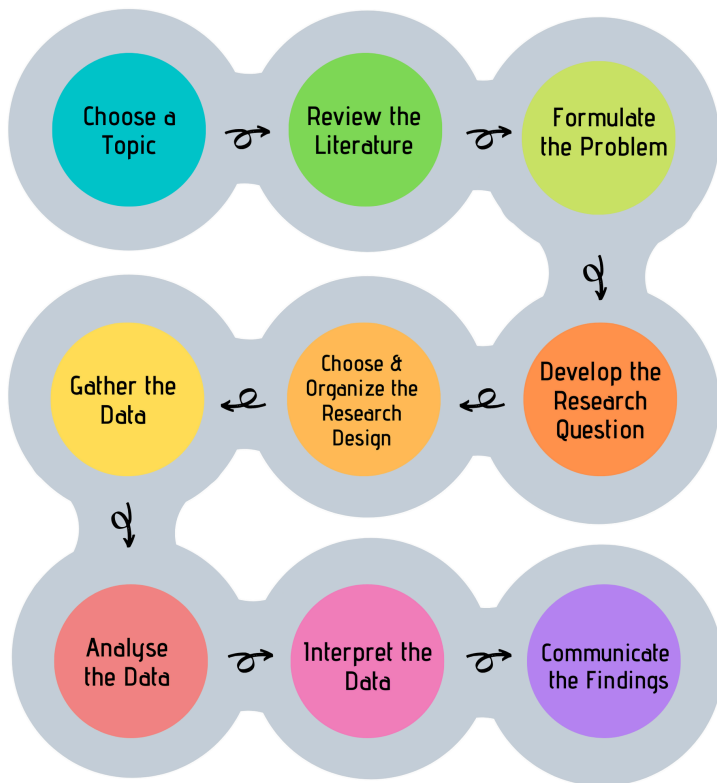 Choose a
Topic
Review the
Literature
Formulate
the Problem
Develop the
Research
Question
Choose &
Organize the
Research
Design
Gather the
Data
Analyse
the Data
Interpret the
Data
Communicate
the Findings